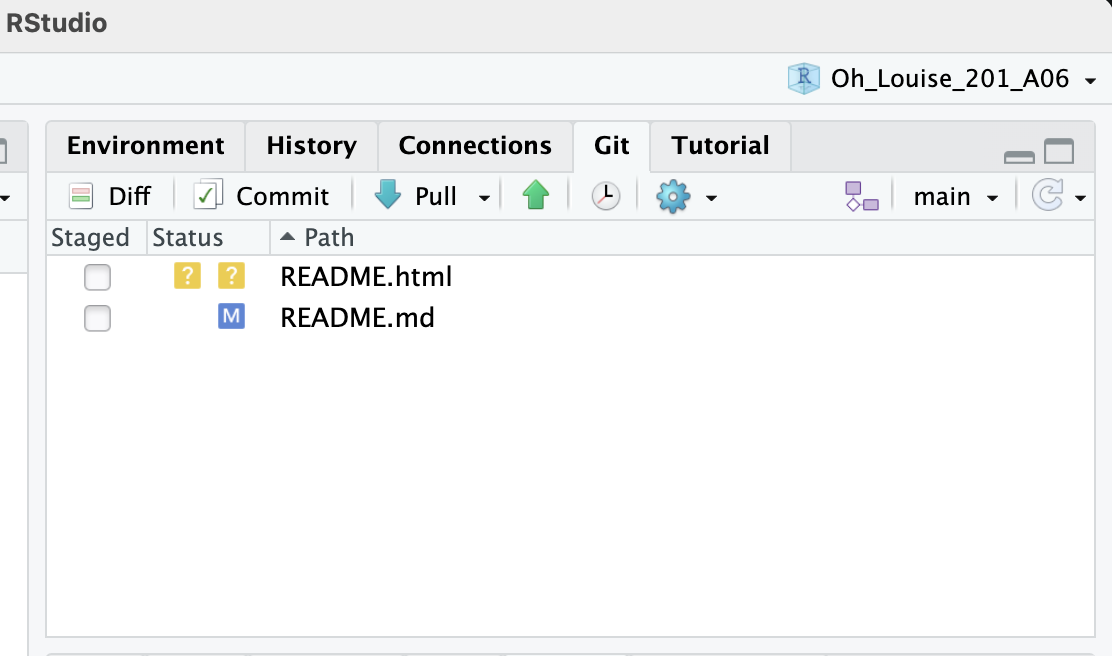 RStudio
R Oh_Louise_201_A06
Environment History Connections Git Tutorial
Diff Commit Pull main
Staged Status Path
? ? README.html
M README.md